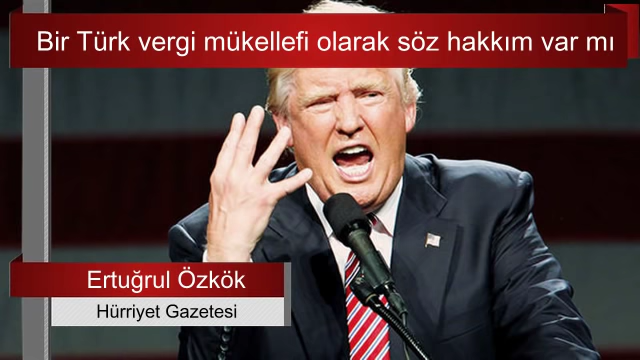 Bir Türk vergi mükellefi olarak söz hakkım var mı
Ertuğrul Özkök
Hürriyet Gazetesi